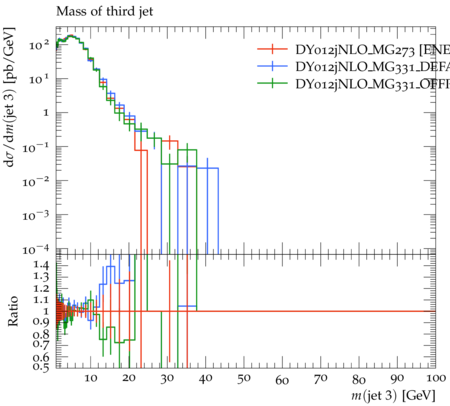 Mass of third jet
dσ/dm(jet 3) [pb/GeV]
DY012jNLO_MG273 [ENE
DY012jNLO_MG331_DEFA
DY012jNLO_MG331_OFFI
10²
10¹
1
10⁻¹
10⁻²
10⁻³
10⁻⁴
Ratio
1.4
1.3
1.2
1.1
1
0.9
0.8
0.7
0.6
0.5
10 20 30 40 50 60 70 80 90 100
m(jet 3) [GeV]